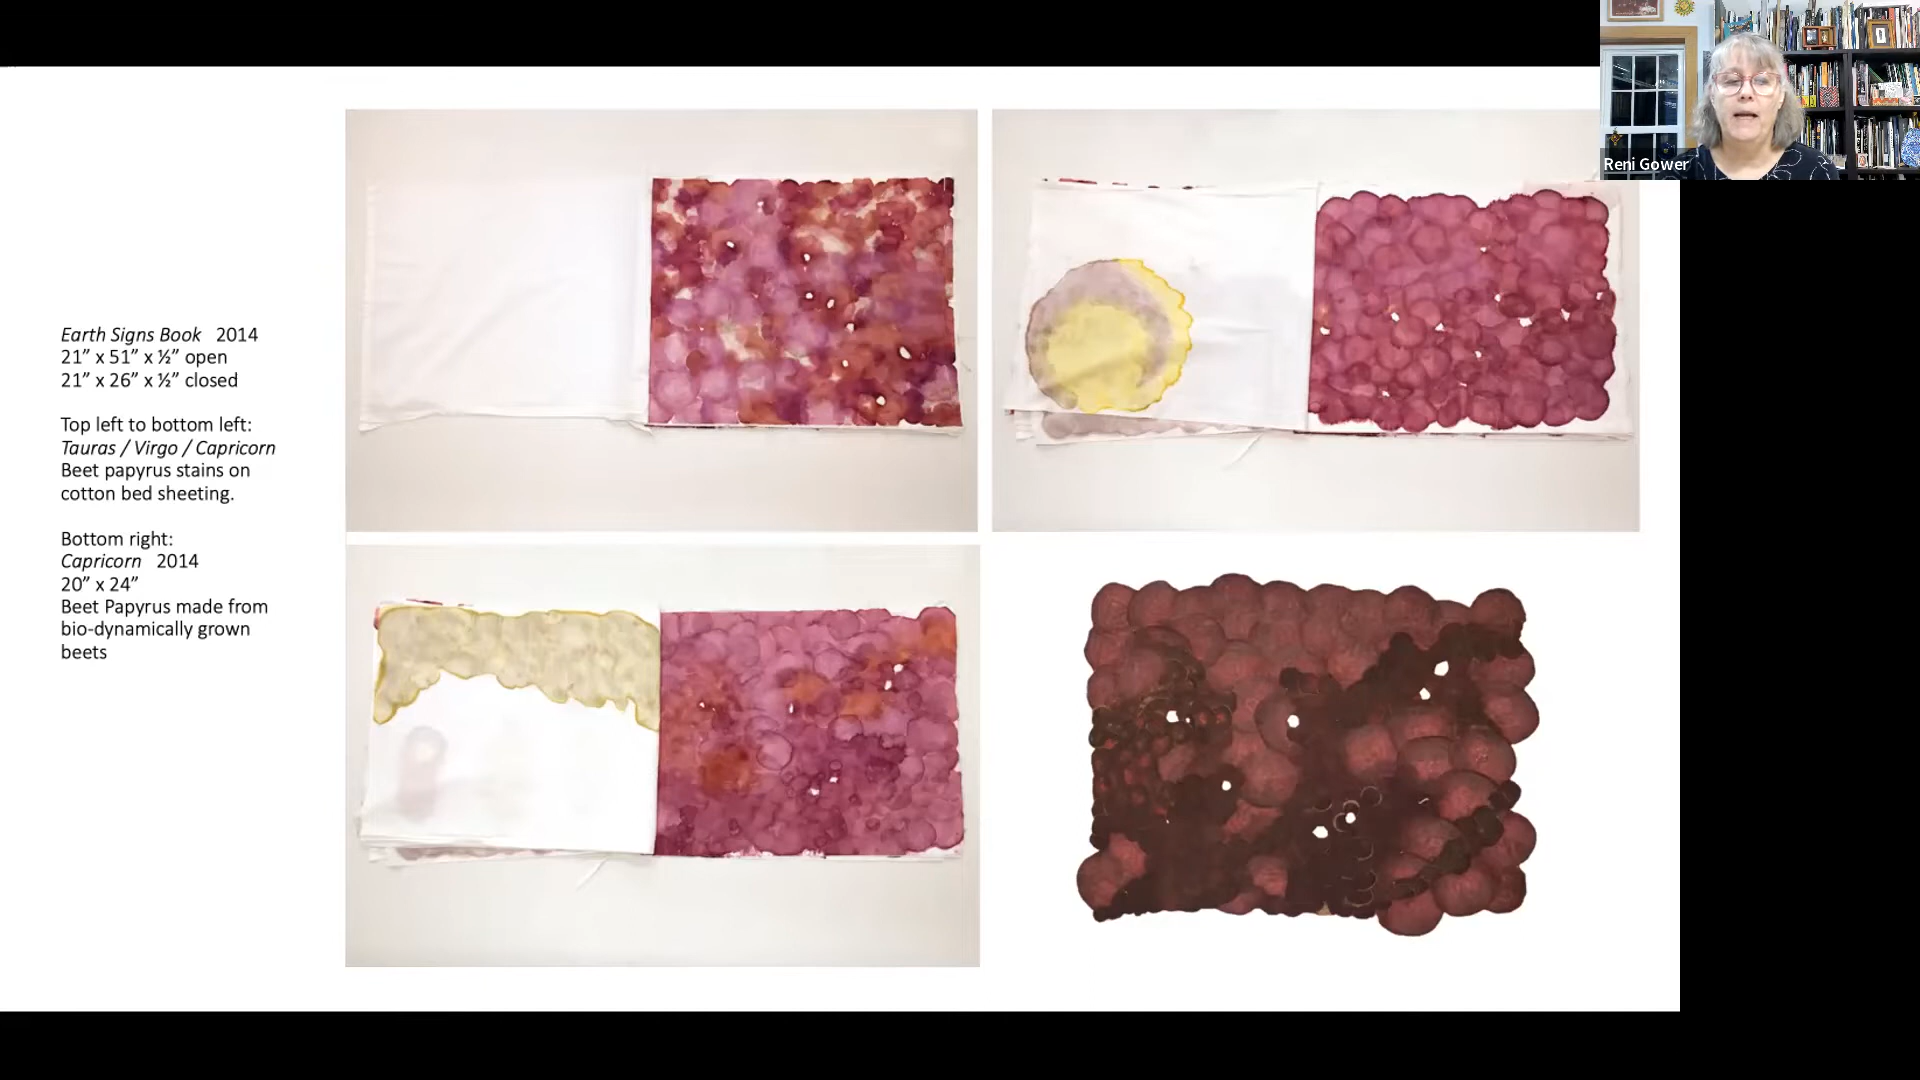 Earth Signs Book 2014
21” x 51” x ½” open
21” x 26” x ½” closed
Top left to bottom left:
Tauras / Virgo / Capricorn
Beet papyrus stains on
cotton bed sheeting.
Bottom right:
Capricorn 2014
20” x 24”
Beet Papyrus made from
bio-dynamically grown
beets
Reni Gower